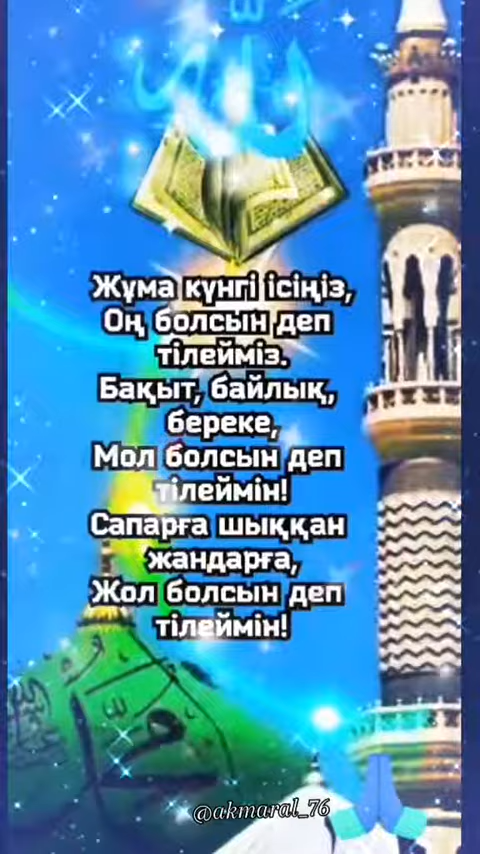 Жұма күнгі ісіңіз,
Оң болсын деп
тілейміз.
Бақыт, байлық,
береке,
Мол болсын деп
тілеймін!
Сапарға шыққан
жандарға,
Жол болсын деп
тілеймін!
@akmaral_76